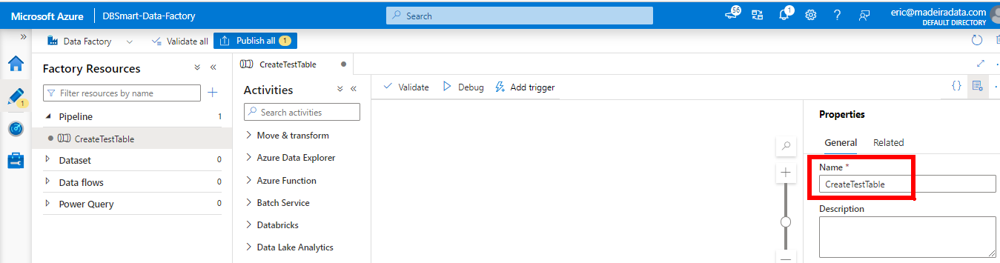 Microsoft Azure DBSmart-Data-Factory Search 56 1 eric@madeiradata.com
DEFAULT DIRECTORY
» Data Factory Validate all Publish all 1
Factory Resources « CreateTestTable
Filter resources by name +
Activities «
Validate Debug Add trigger {}
Search activities
1
Pipeline 1
CreateTestTable
Dataset 0
Data flows 0
Power Query 0
Move & transform
Azure Data Explorer
Azure Function
Batch Service
Databricks
Data Lake Analytics
Properties
General Related
Name *
CreateTestTable
Description